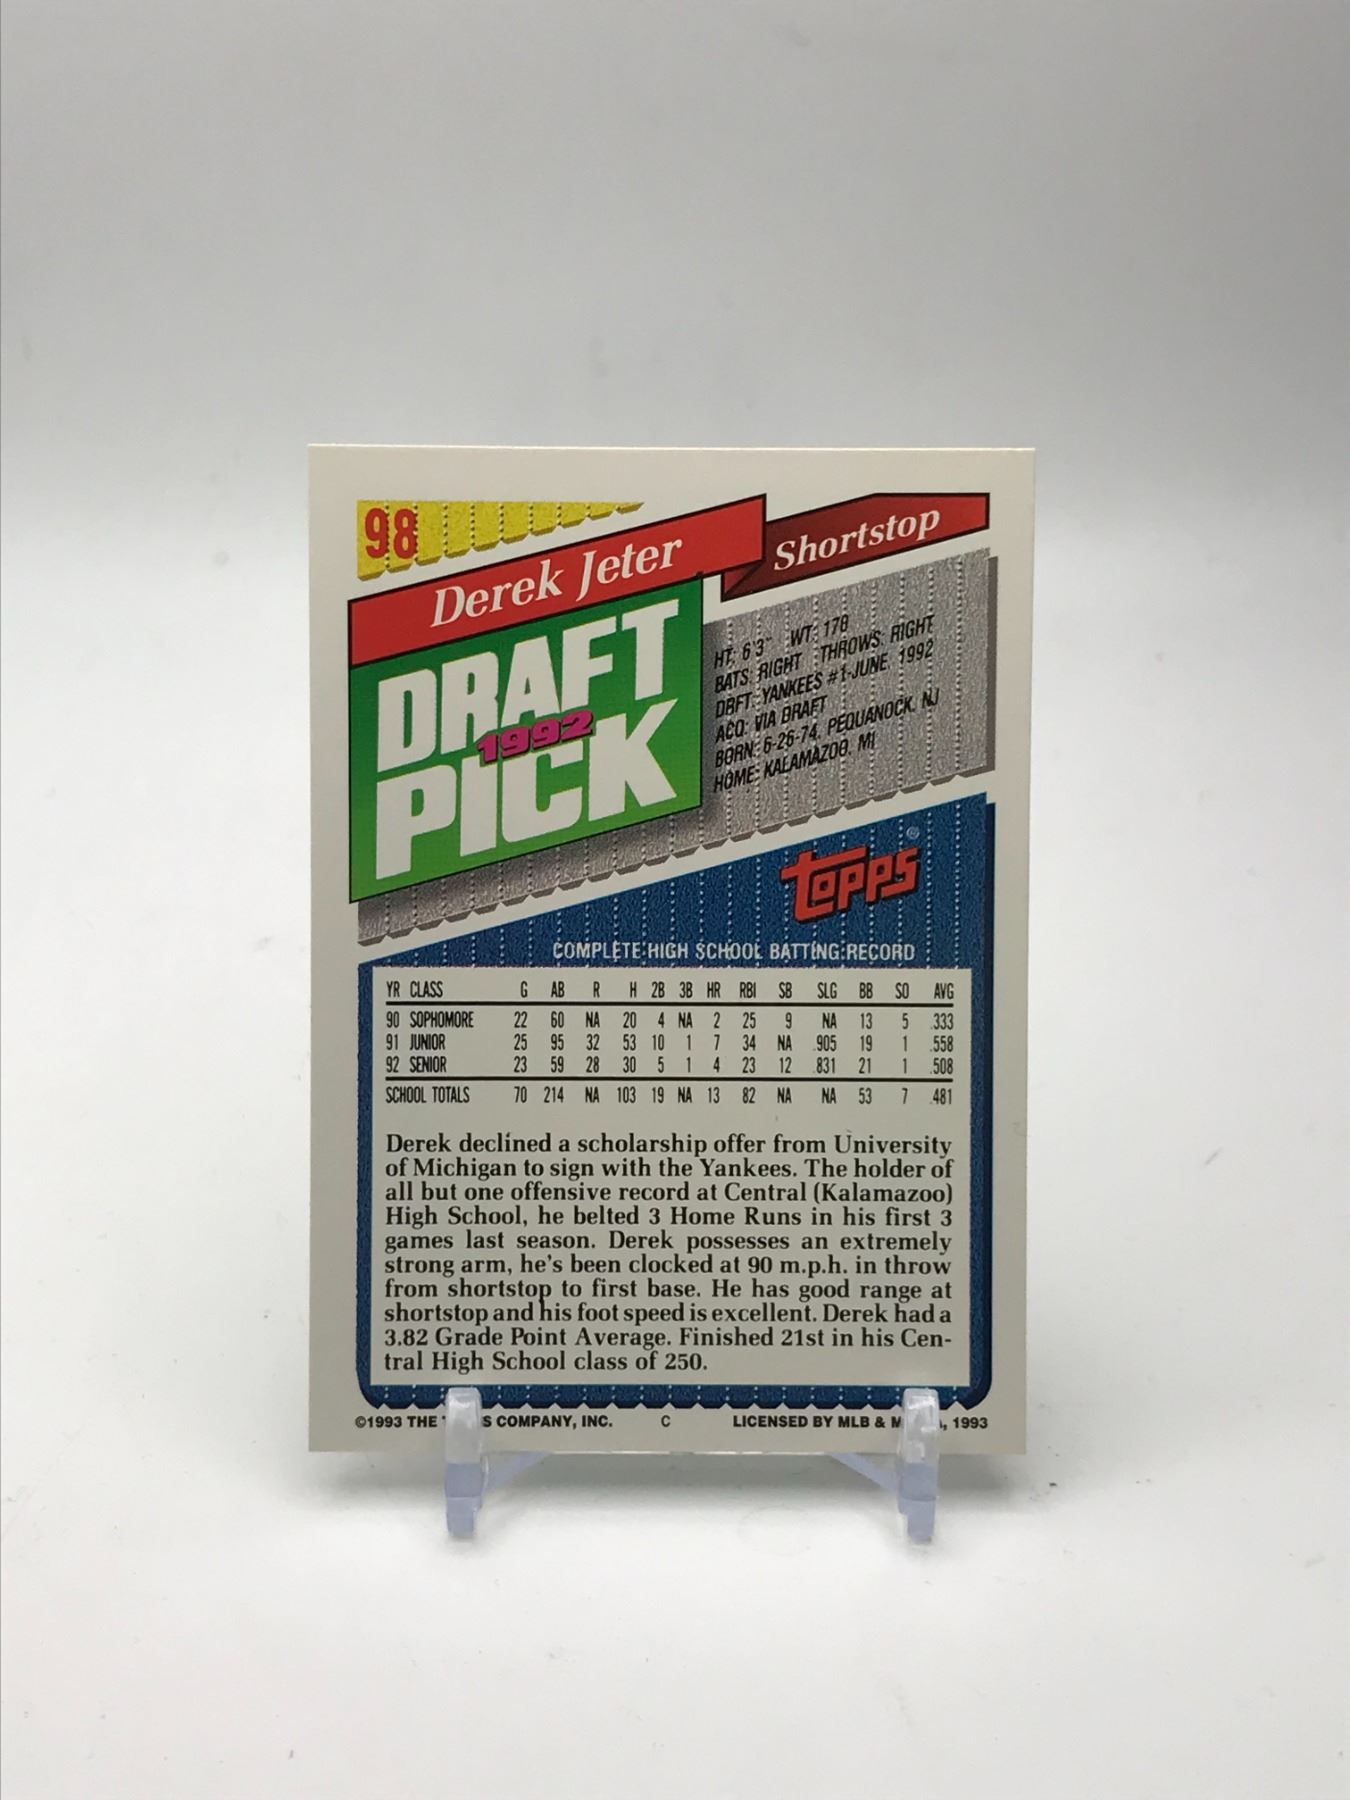 98
Derek Jeter
Shortstop
DRAFT
1992
PICK
HT: 6'3" WT: 178
BATS: RIGHT THROWS: RIGHT
DRFT: YANKEES #1-JUNE, 1992
ACQ: VIA DRAFT
BORN: 6-26-74, PEQUANOCK, NJ
HOME: KALAMAZOO, MI
topps®
COMPLETE HIGH SCHOOL BATTING RECORD
YR CLASS G AB R H 2B 3B HR RBI SB SLG BB SO AVG
90 SOPHOMORE 22 60 NA 20 4 NA 2 25 9 NA 13 5 .333
91 JUNIOR 25 95 32 53 10 1 7 34 NA .905 19 1 .558
92 SENIOR 23 59 28 30 5 1 4 23 12 .831 21 1 .508
SCHOOL TOTALS 70 214 NA 103 19 NA 13 82 NA NA 53 7 .481
Derek declined a scholarship offer from University
of Michigan to sign with the Yankees. The holder of
all but one offensive record at Central (Kalamazoo)
High School, he belted 3 Home Runs in his first 3
games last season. Derek possesses an extremely
strong arm, he's been clocked at 90 m.p.h. in throw
from shortstop to first base. He has good range at
shortstop and his foot speed is excellent. Derek had a
3.82 Grade Point Average. Finished 21st in his Cen-
tral High School class of 250.
©1993 THE COMPANY, INC. C LICENSED BY MLB & 1993